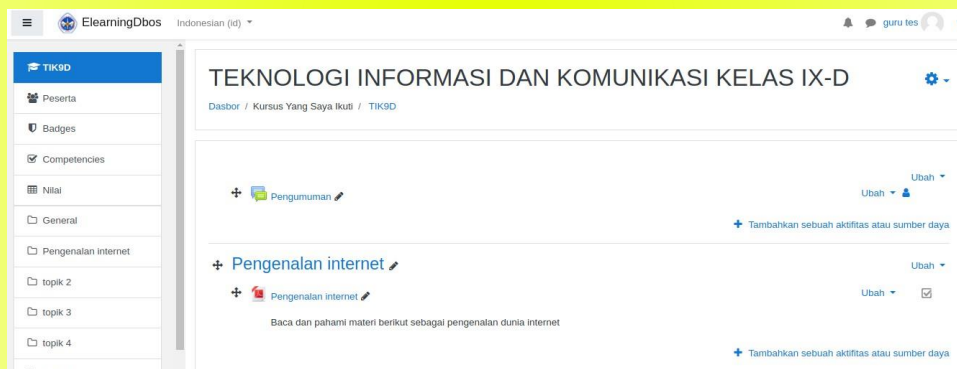 ElearningDbos Indonesian (id) guru tes
TIK9D
Peserta
Badges
Competencies
Nilai
General
Pengenalan internet
topik 2
topik 3
topik 4
TEKNOLOGI INFORMASI DAN KOMUNIKASI KELAS IX-D
Dasbor / Kursus Yang Saya Ikuti / TIK9D
Ubah
Pengumuman Ubah
Tambahkan sebuah aktifitas atau sumber daya
Pengenalan internet Ubah
Pengenalan internet Ubah
Baca dan pahami materi berikut sebagai pengenalan dunia internet
Tambahkan sebuah aktifitas atau sumber daya